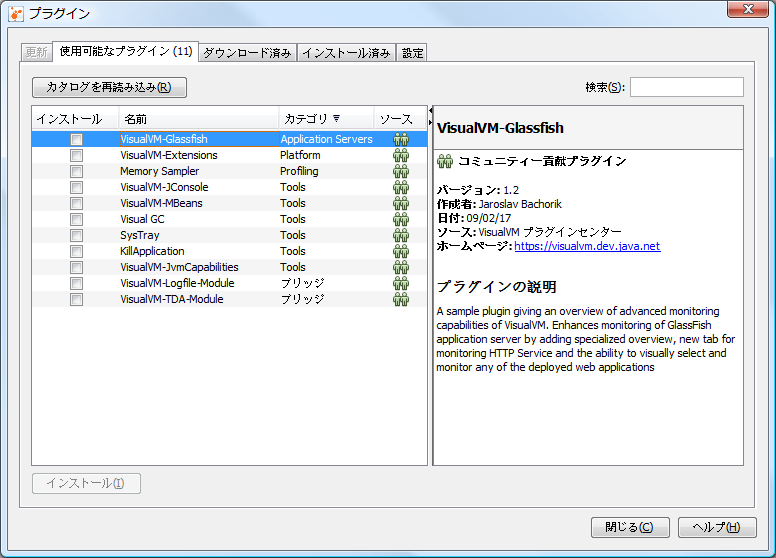 プラグイン
更新 使用可能なプラグイン (11) ダウンロード済み インストール済み 設定
カタログを再読み込み(R) 検索(S):
インストール 名前 カテゴリ ソース
VisualVM-Glassfish Application Servers
VisualVM-Extensions Platform
Memory Sampler Profiling
VisualVM-JConsole Tools
VisualVM-MBeans Tools
Visual GC Tools
SysTray Tools
KillApplication Tools
VisualVM-JvmCapabilities Tools
VisualVM-Logfile-Module ブリッジ
VisualVM-TDA-Module ブリッジ
VisualVM-Glassfish
コミュニティー貢献プラグイン
バージョン: 1.2
作成者: Jaroslav Bachorik
日付: 09/02/17
ソース: VisualVM プラグインセンター
ホームページ: https://visualvm.dev.java.net
プラグインの説明
A sample plugin giving an overview of advanced monitoring
capabilities of VisualVM. Enhances monitoring of GlassFish
application server by adding specialized overview, new tab for
monitoring HTTP Service and the ability to visually select and
monitor any of the deployed web applications
インストール(I)
閉じる(C) ヘルプ(H)